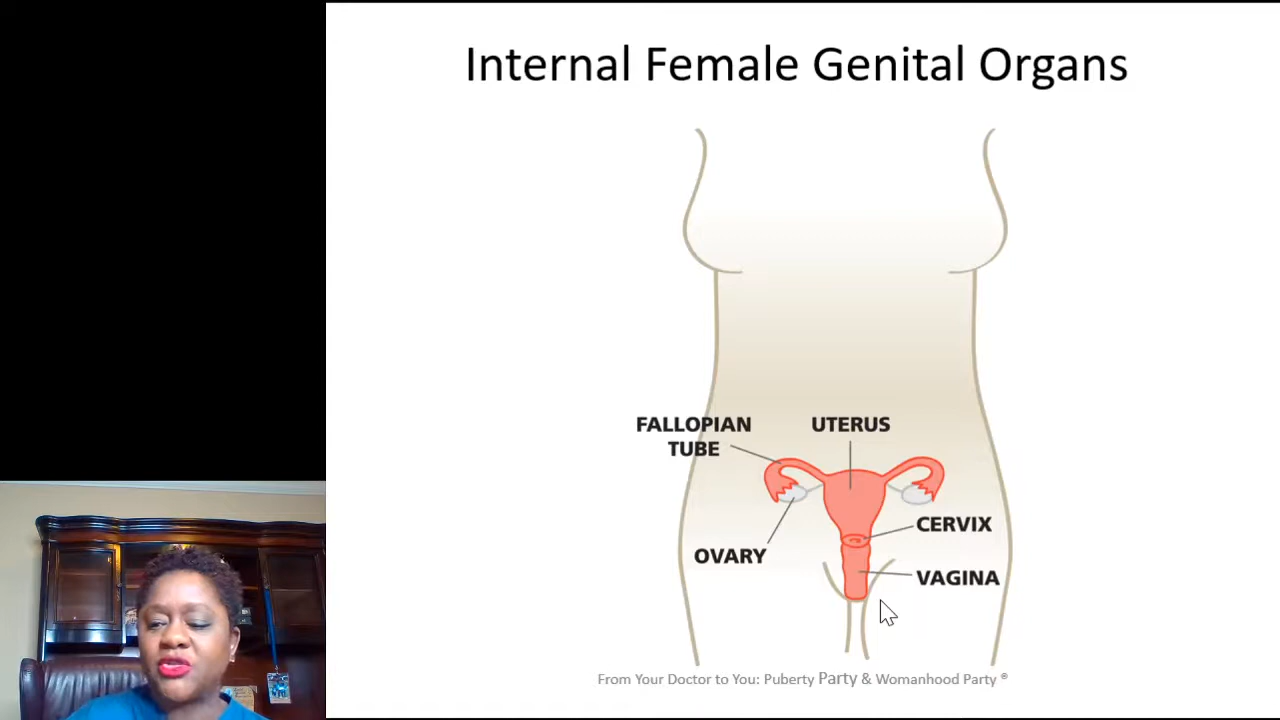 Internal Female Genital Organs
FALLOPIAN
TUBE
UTERUS
CERVIX
OVARY
VAGINA
From Your Doctor to You: Puberty Party & Womanhood Party ®